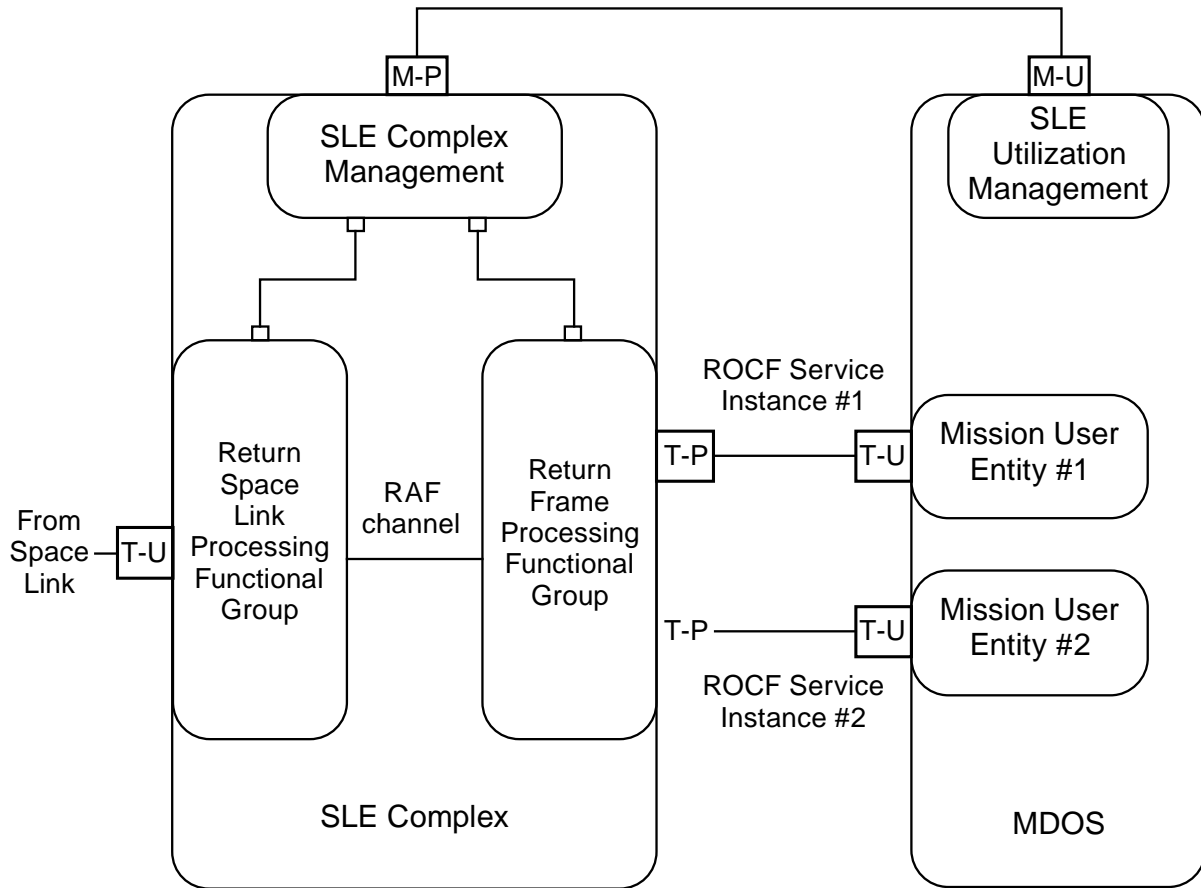 M-P
M-U
SLE Complex
Management
SLE
Utilization
Management
ROCF Service
Instance #1
Mission User
Entity #1
T-P
T-U
Return
Space
Link
Processing
Functional
Group
RAF
channel
Return
Frame
Processing
Functional
Group
From
Space
Link
T-U
Mission User
Entity #2
T-P
T-U
ROCF Service
Instance #2
SLE Complex
MDOS